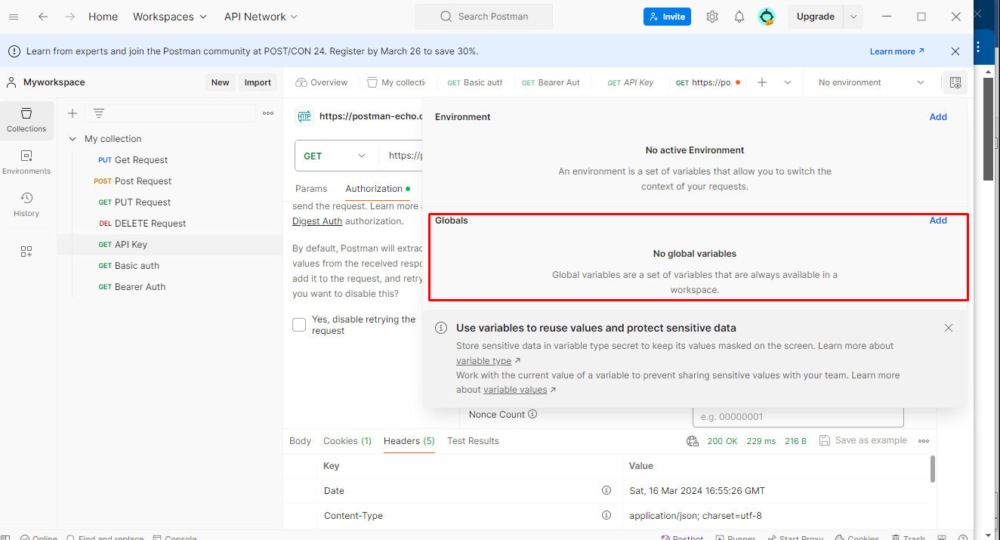 Home Workspaces API Network Search Postman Invite Upgrade
Learn from experts and join the Postman community at POST/CON 24. Register by March 26 to save 30%. Learn more ↗
Myworkspace New Import
Overview My collecti GET Basic auth GET Bearer Aut GET API Key GET https://po. No environment
Collections
Environments
History
My collection
PUT Get Request
POST Post Request
GET PUT Request
DEL DELETE Request
GET API Key
GET Basic auth
GET Bearer Auth
HTTP https://postman-echo.c
GET https://p
Params Authorization
send the request. Learn more a
Digest Auth authorization.
By default, Postman will extrac
values from the received respo
add it to the request, and retry
you want to disable this?
Yes, disable retrying the
request
Environment Add
No active Environment
An environment is a set of variables that allow you to switch the
context of your requests.
Globals Add
No global variables
Global variables are a set of variables that are always available in a
workspace.
Use variables to reuse values and protect sensitive data
Store sensitive data in variable type secret to keep its values masked on the screen. Learn more about
variable type ↗
Work with the current value of a variable to prevent sharing sensitive values with your team. Learn more
about variable values ↗
Nonce Count e.g. 00000001
Body Cookies (1) Headers (5) Test Results 200 OK 229 ms 216 B Save as example
Key Value
Date Sat, 16 Mar 2024 16:55:26 GMT
Content-Type application/json; charset=utf-8
Online Find and replace Console Postbot Runner Start Proxy Cookies Trash